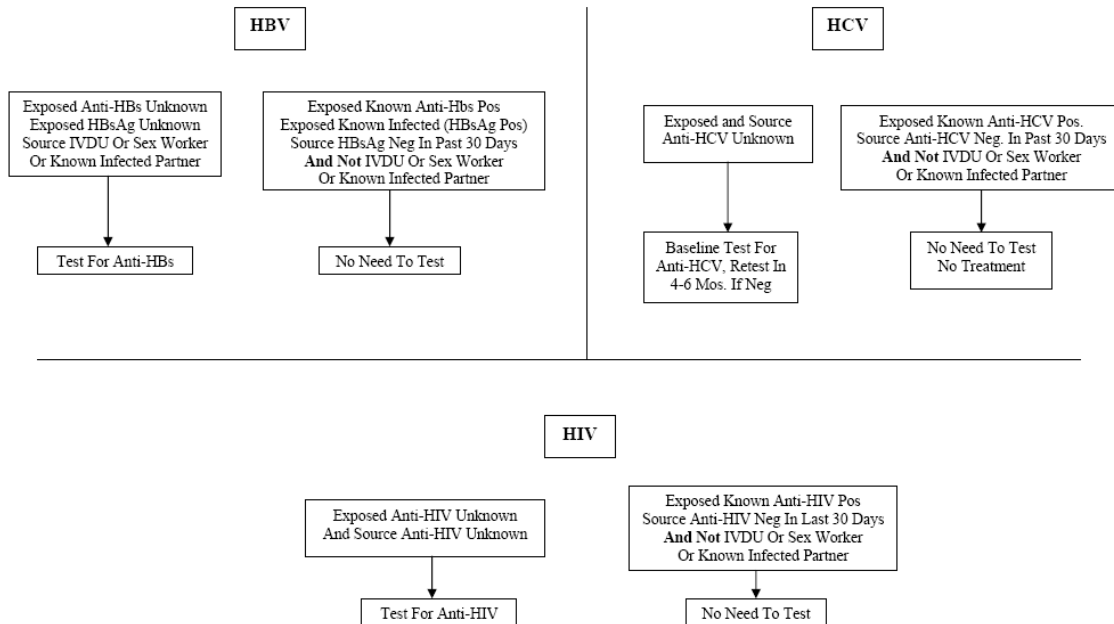 HBV
Exposed Anti-HBs Unknown
Exposed HBsAg Unknown
Source IVDU Or Sex Worker
Or Known Infected Partner
Test For Anti-HBs
Exposed Known Anti-Hbs Pos
Exposed Known Infected (HBsAg Pos)
Source HBsAg Neg In Past 30 Days
And Not IVDU Or Sex Worker
Or Known Infected Partner
No Need To Test
HCV
Exposed and Source
Anti-HCV Unknown
Baseline Test For
Anti-HCV, Retest In
4-6 Mos. If Neg
Exposed Known Anti-HCV Pos.
Source Anti-HCV Neg. In Past 30 Days
And Not IVDU Or Sex Worker
Or Known Infected Partner
No Need To Test
No Treatment
HIV
Exposed Anti-HIV Unknown
And Source Anti-HIV Unknown
Test For Anti-HIV
Exposed Known Anti-HIV Pos
Source Anti-HIV Neg In Last 30 Days
And Not IVDU Or Sex Worker
Or Known Infected Partner
No Need To Test